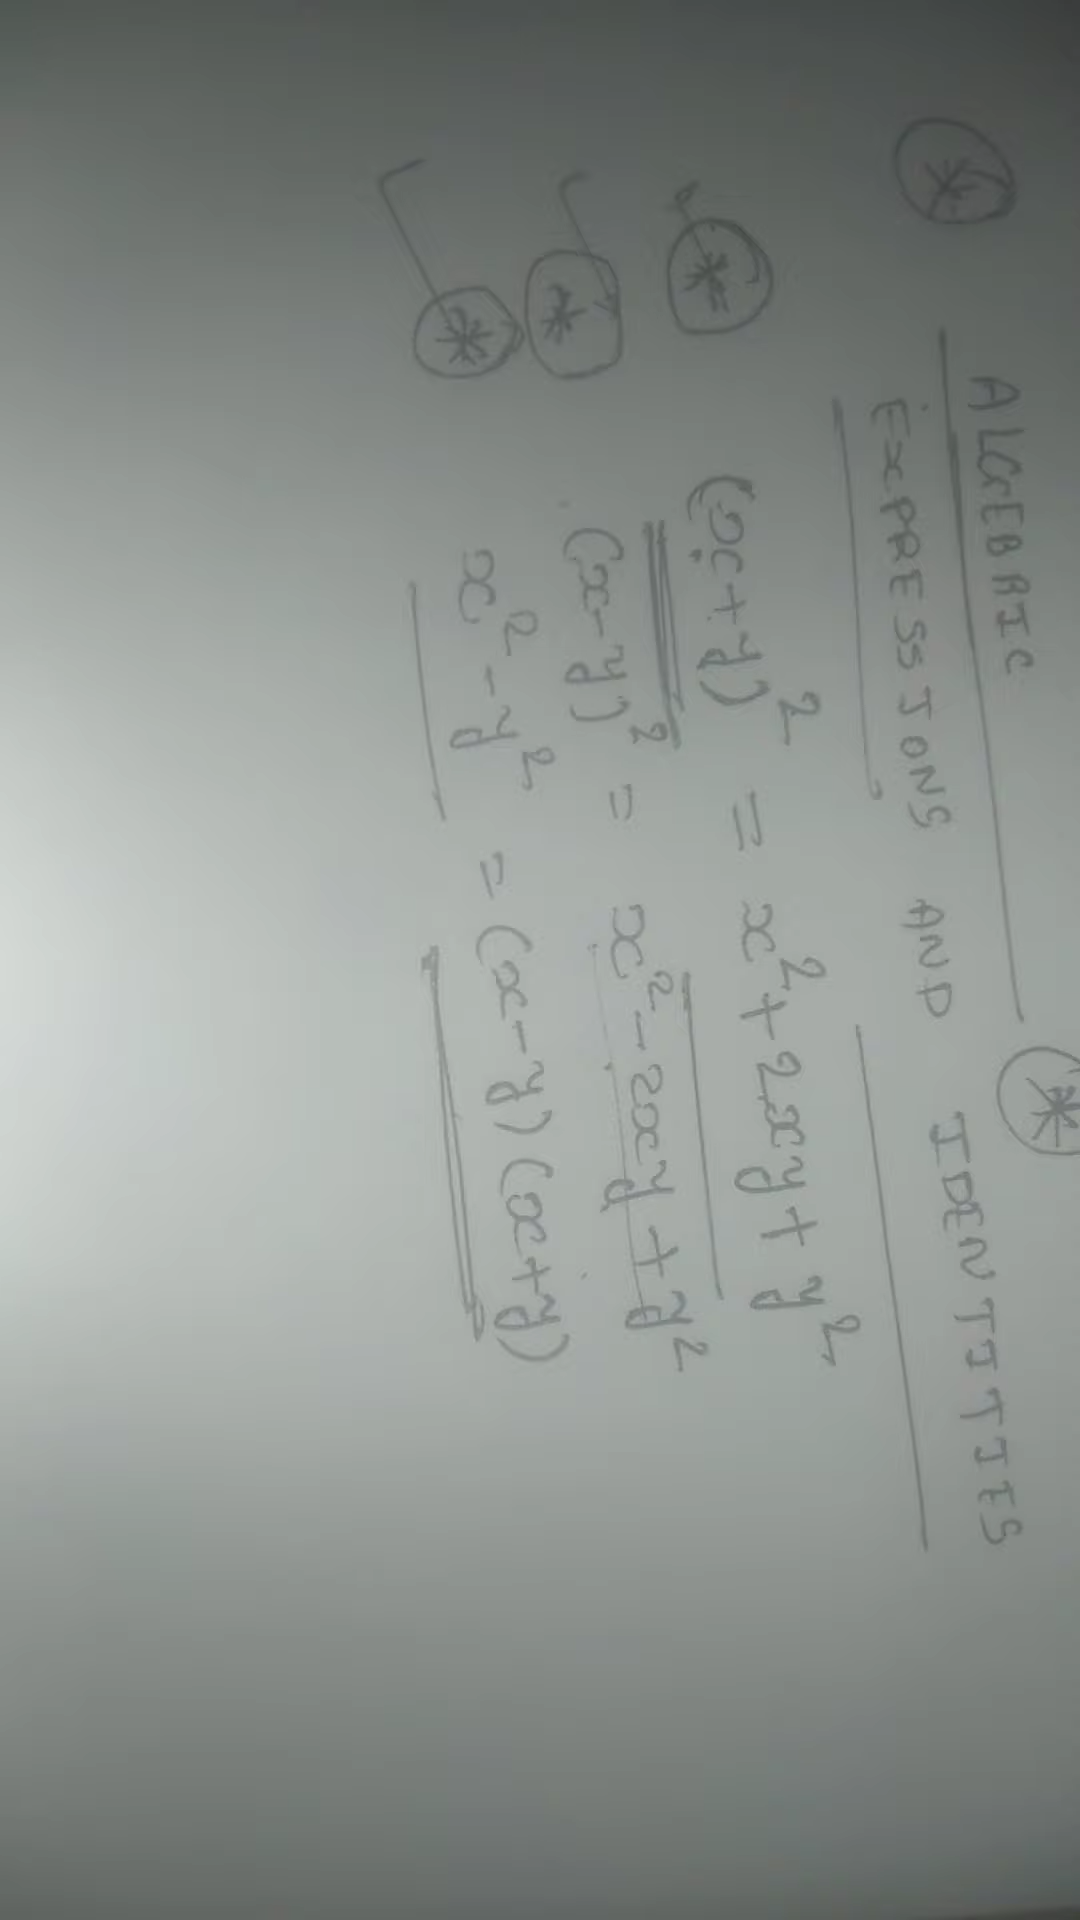 ALGEBRAIC
EXPRESSIONS AND IDENTITIES
(x+y)² = x²+2xy+y²
(x-y)² = x²-2xy+y²
x²-y² = (x-y)(x+y)